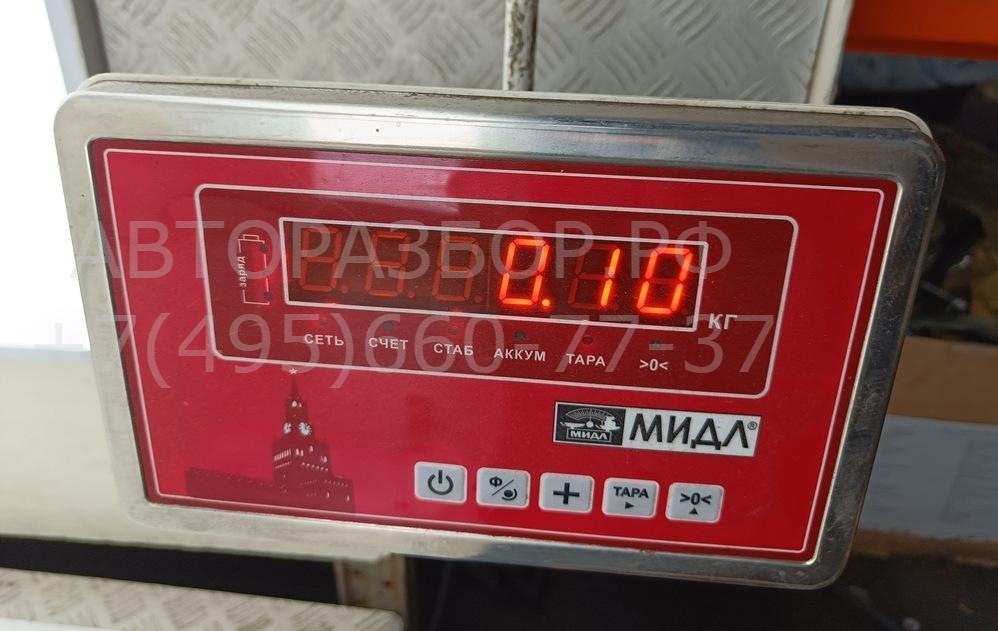 АВТОРАЗБОР.РФ
+7(495)660-77-37
заряд
0.10
КГ
СЕТЬ СЧЕТ СТАБ АККУМ ТАРА >0<
МИДЛ МИДЛ®
Ф + ТАРА >0<